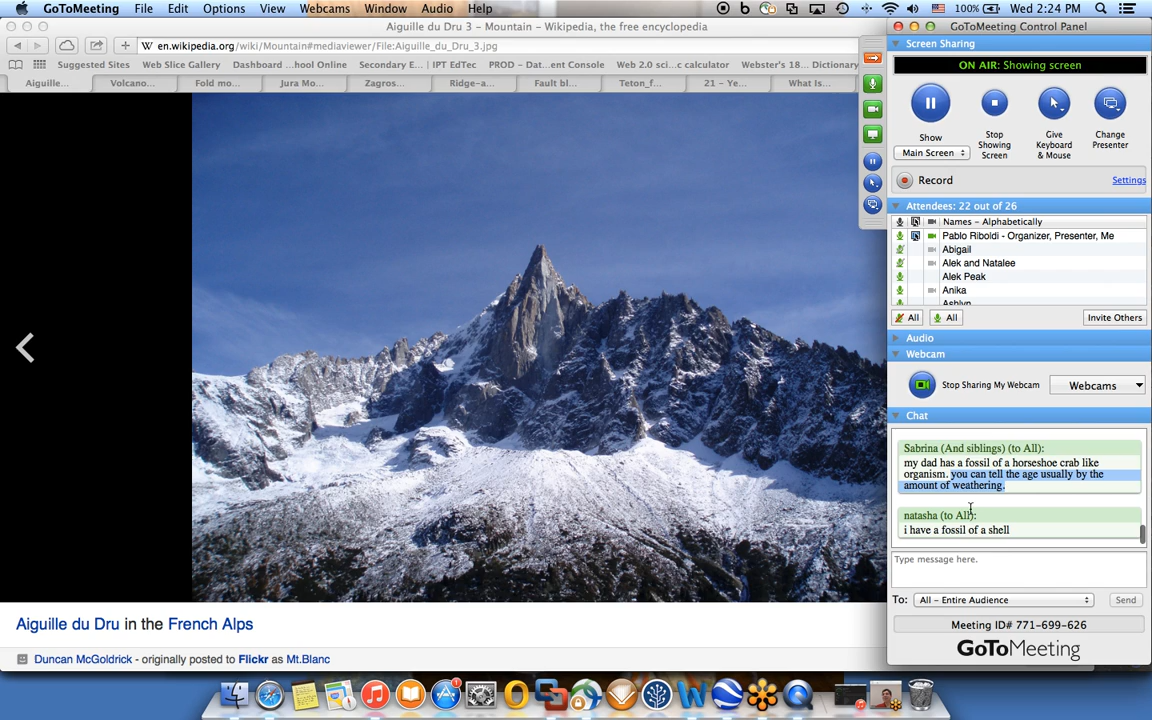 GoToMeeting File Edit Options View Webcams Window Audio Help 100% Wed 2:24 PM
Aiguille du Dru 3 – Mountain – Wikipedia, the free encyclopedia
GoToMeeting Control Panel
W en.wikipedia.org/wiki/Mountain#mediaviewer/File:Aiguille_du_Dru_3.jpg
Suggested Sites Web Slice Gallery Dashboard ...hool Online Secondary E... | IPT EdTec PROD – Dat...ent Console Web 2.0 sci...c calculator Webster's 18... Dictionary
Aiguille... Volcano... Fold mo... Jura Mo... Zagros... Ridge–a... Fault bl... Teton_f... 21 – Ye... What Is...
Screen Sharing
ON AIR: Showing screen
Show
Main Screen
Stop
Showing
Screen
Give
Keyboard
& Mouse
Change
Presenter
Record
Settings
Attendees: 22 out of 26
Names – Alphabetically
Pablo Riboldi - Organizer, Presenter, Me
Abigail
Alek and Natalee
Alek Peak
Anika
Ashlyn
All All Invite Others
Audio
Webcam
Stop Sharing My Webcam Webcams
Chat
Sabrina (And siblings) (to All):
my dad has a fossil of a horseshoe crab like
organism. you can tell the age usually by the
amount of weathering.
natasha (to All):
i have a fossil of a shell
Type message here.
To: All – Entire Audience Send
Meeting ID# 771-699-626
GoToMeeting
Aiguille du Dru in the French Alps
Duncan McGoldrick - originally posted to Flickr as Mt.Blanc